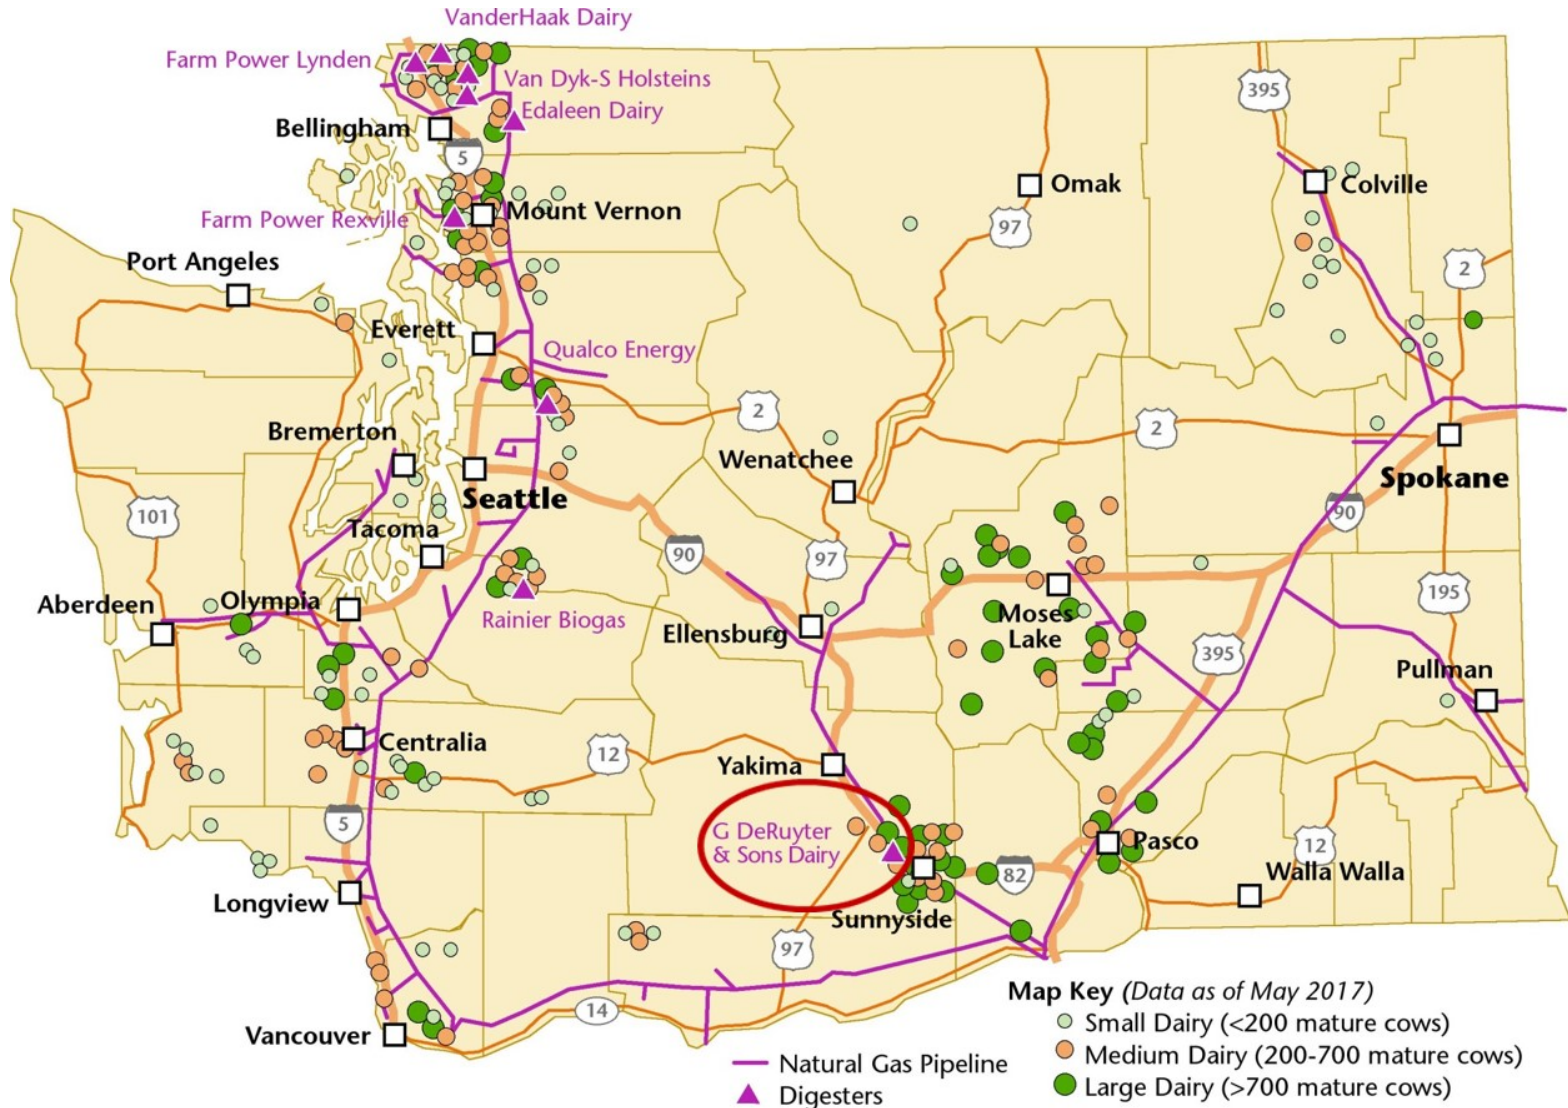 VanderHaak Dairy
Farm Power Lynden
Van Dyk-S Holsteins
Edaleen Dairy
Bellingham
5
395
Omak
Colville
Farm Power Rexville
Mount Vernon
97
Port Angeles
2
Everett
Qualco Energy
2
2
Bremerton
Wenatchee
Seattle
Spokane
101
Tacoma
90
90
97
Aberdeen
Olympia
Rainier Biogas
Ellensburg
Moses
Lake
195
395
Pullman
Centralia
12
Yakima
5
G DeRuyter
& Sons Dairy
Pasco
12
82
Walla Walla
Longview
Sunnyside
97
Map Key (Data as of May 2017)
14
Small Dairy (<200 mature cows)
Vancouver
Medium Dairy (200-700 mature cows)
Natural Gas Pipeline
Large Dairy (>700 mature cows)
Digesters